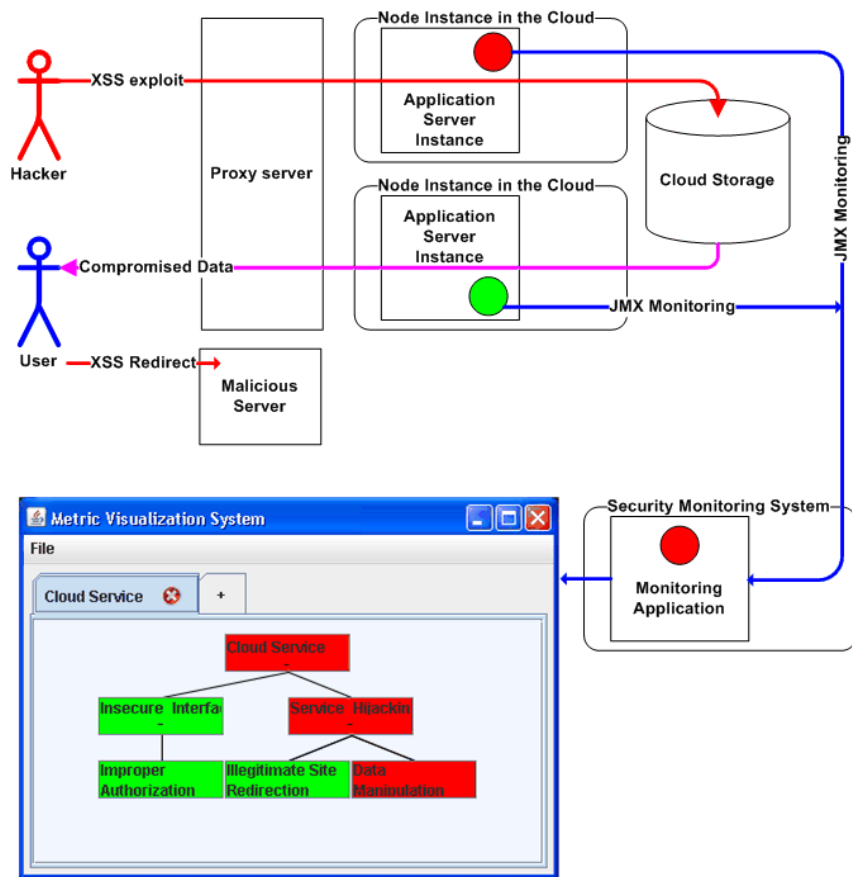 Node Instance in the Cloud
XSS exploit
Hacker
Proxy server
Application
Server
Instance
Cloud Storage
JMX Monitoring
Node Instance in the Cloud
Application
Server
Instance
Compromised Data
JMX Monitoring
User
XSS Redirect
Malicious
Server
Security Monitoring System
Monitoring
Application
Metric Visualization System
File
Cloud Service
+
Cloud Service
-
Insecure Interfa
-
Service Hijackin
-
Improper
Authorization
Illegitimate Site
Redirection
Data
Manipulation